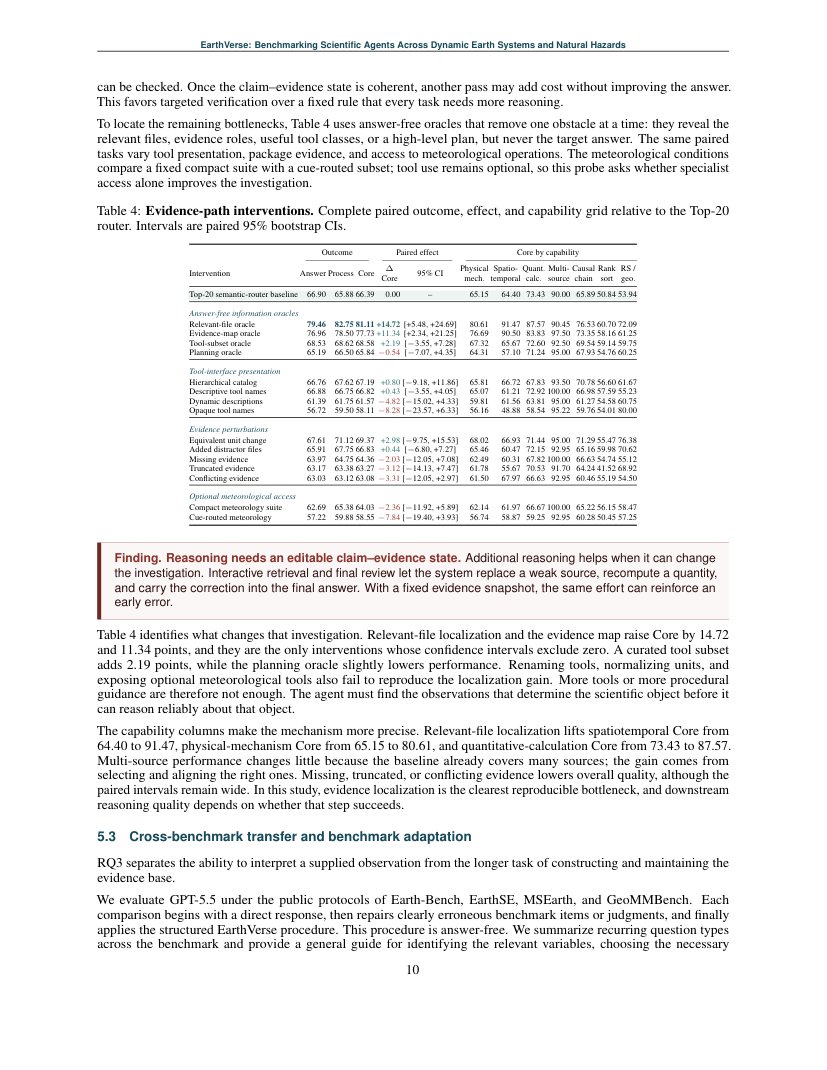 EarthVerse: Benchmarking Scientific Agents Across Dynamic Earth Systems and Natural Hazards
can be checked. Once the claim–evidence state is coherent, another pass may add cost without improving the answer.
This favors targeted verification over a fixed rule that every task needs more reasoning.
To locate the remaining bottlenecks, Table 4 uses answer-free oracles that remove one obstacle at a time: they reveal the
relevant files, evidence roles, useful tool classes, or a high-level plan, but never the target answer. The same paired
tasks vary tool presentation, package evidence, and access to meteorological operations. The meteorological conditions
compare a fixed compact suite with a cue-routed subset; tool use remains optional, so this probe asks whether specialist
access alone improves the investigation.
Table 4: Evidence-path interventions. Complete paired outcome, effect, and capability grid relative to the Top-20
router. Intervals are paired 95% bootstrap CIs.
Outcome Paired effect Core by capability
Intervention Answer Process Core Δ Core 95% CI Physical mech. Spatio-temporal Quant. calc. Multi-source Causal chain Rank sort RS / geo.
Top-20 semantic-router baseline 66.90 65.88 66.39 0.00 – 65.15 64.40 73.43 90.00 65.89 50.84 53.94
Answer-free information oracles
Relevant-file oracle 79.46 82.75 81.11 +14.72 [+5.48, +24.69] 80.61 91.47 87.57 90.45 76.53 60.70 72.09
Evidence-map oracle 76.96 78.50 77.73 +11.34 [+2.34, +21.25] 76.69 90.50 83.83 97.50 73.35 58.16 61.25
Tool-subset oracle 68.53 68.62 68.58 +2.19 [−3.55, +7.28] 67.32 65.67 72.60 92.50 69.54 59.14 59.75
Planning oracle 65.19 66.50 65.84 −0.54 [−7.07, +4.35] 64.31 57.10 71.24 95.00 67.93 54.76 60.25
Tool-interface presentation
Hierarchical catalog 66.76 67.62 67.19 +0.80 [−9.18, +11.86] 65.81 66.72 67.83 93.50 70.78 56.60 61.67
Descriptive tool names 66.88 66.75 66.82 +0.43 [−3.55, +4.05] 65.07 61.21 72.92 100.00 66.98 57.59 55.23
Dynamic descriptions 61.39 61.75 61.57 −4.82 [−15.02, +4.33] 59.81 61.56 63.81 95.00 61.27 54.58 60.75
Opaque tool names 56.72 59.50 58.11 −8.28 [−23.57, +6.33] 56.16 48.88 58.54 95.22 59.76 54.01 80.00
Evidence perturbations
Equivalent unit change 67.61 71.12 69.37 +2.98 [−9.75, +15.53] 68.02 66.93 71.44 95.00 71.29 55.47 76.38
Added distractor files 65.91 67.75 66.83 +0.44 [−6.80, +7.27] 65.46 60.47 72.15 92.95 65.16 59.98 70.62
Missing evidence 63.97 64.75 64.36 −2.03 [−12.05, +7.08] 62.49 60.31 67.82 100.00 66.63 54.74 55.12
Truncated evidence 63.17 63.38 63.27 −3.12 [−14.13, +7.47] 61.78 55.67 70.53 91.70 64.24 41.52 68.92
Conflicting evidence 63.03 63.12 63.08 −3.31 [−12.05, +2.97] 61.50 67.97 66.63 92.95 60.46 55.19 54.50
Optional meteorological access
Compact meteorology suite 62.69 65.38 64.03 −2.36 [−11.92, +5.89] 62.14 61.97 66.67 100.00 65.22 56.15 58.47
Cue-routed meteorology 57.22 59.88 58.55 −7.84 [−19.40, +3.93] 56.74 58.87 59.25 92.95 60.28 50.45 57.25
Finding. Reasoning needs an editable claim–evidence state. Additional reasoning helps when it can change
the investigation. Interactive retrieval and final review let the system replace a weak source, recompute a quantity,
and carry the correction into the final answer. With a fixed evidence snapshot, the same effort can reinforce an
early error.
Table 4 identifies what changes that investigation. Relevant-file localization and the evidence map raise Core by 14.72
and 11.34 points, and they are the only interventions whose confidence intervals exclude zero. A curated tool subset
adds 2.19 points, while the planning oracle slightly lowers performance. Renaming tools, normalizing units, and
exposing optional meteorological tools also fail to reproduce the localization gain. More tools or more procedural
guidance are therefore not enough. The agent must find the observations that determine the scientific object before it
can reason reliably about that object.
The capability columns make the mechanism more precise. Relevant-file localization lifts spatiotemporal Core from
64.40 to 91.47, physical-mechanism Core from 65.15 to 80.61, and quantitative-calculation Core from 73.43 to 87.57.
Multi-source performance changes little because the baseline already covers many sources; the gain comes from
selecting and aligning the right ones. Missing, truncated, or conflicting evidence lowers overall quality, although the
paired intervals remain wide. In this study, evidence localization is the clearest reproducible bottleneck, and downstream
reasoning quality depends on whether that step succeeds.
5.3 Cross-benchmark transfer and benchmark adaptation
RQ3 separates the ability to interpret a supplied observation from the longer task of constructing and maintaining the
evidence base.
We evaluate GPT-5.5 under the public protocols of Earth-Bench, EarthSE, MSEarth, and GeoMMBench. Each
comparison begins with a direct response, then repairs clearly erroneous benchmark items or judgments, and finally
applies the structured EarthVerse procedure. This procedure is answer-free. We summarize recurring question types
across the benchmark and provide a general guide for identifying the relevant variables, choosing the necessary
10